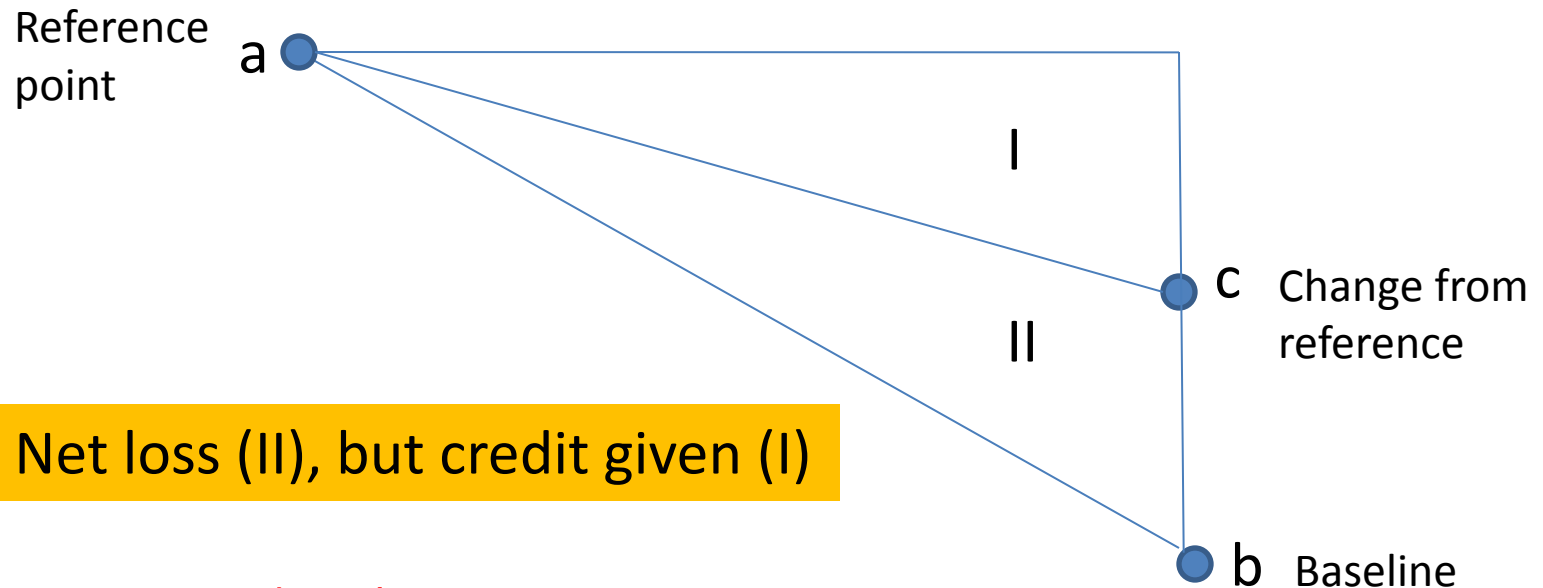 Reference
point
a
I
c
Change from
reference
II
Net loss (II), but credit given (I)
b
Baseline